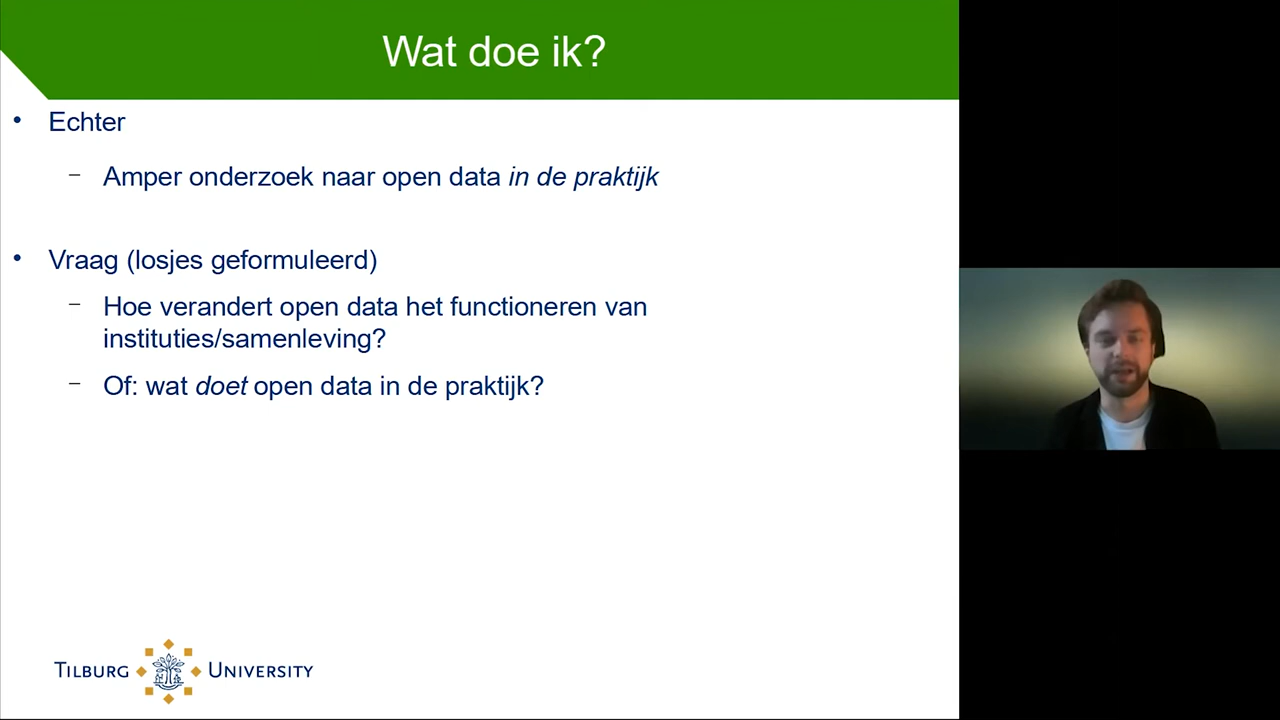 Wat doe ik?
• Echter
– Amper onderzoek naar open data in de praktijk
• Vraag (losjes geformuleerd)
– Hoe verandert open data het functioneren van
instituties/samenleving?
– Of: wat doet open data in de praktijk?
TILBURG UNIVERSITY